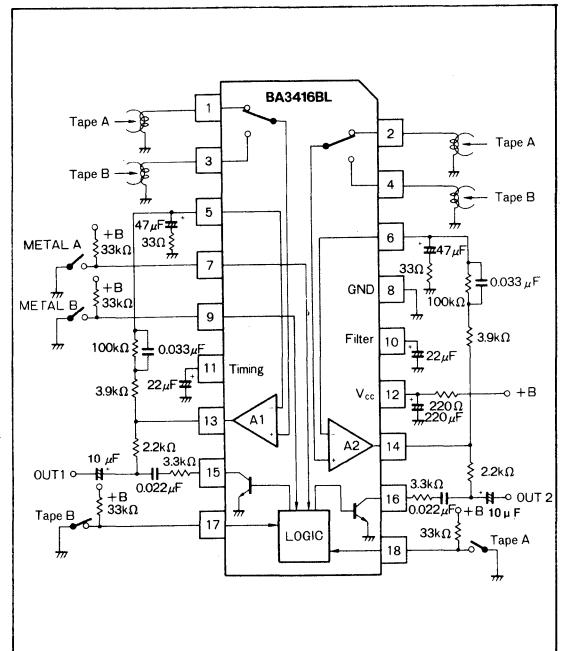 BA3416BL
1
2
Tape A
Tape A
3
4
Tape B
Tape B
5
6
47μF
33Ω
47μF
33Ω
+B
33kΩ
METAL A
7
8
GND
0.033μF
100kΩ
+B
33kΩ
METAL B
9
10
Filter
3.9kΩ
22μF
100kΩ
0.033μF
11
Timing
22μF
3.9kΩ
12
Vcc
+B
220Ω
220μF
13
A1
A2
14
- +
- +
2.2kΩ
2.2kΩ
10 μF
OUT1
3.3kΩ
0.022μF
15
16
3.3kΩ
0.022μF
OUT 2
10μF
+B
33kΩ
+B
33kΩ
Tape B
17
LOGIC
18
Tape A